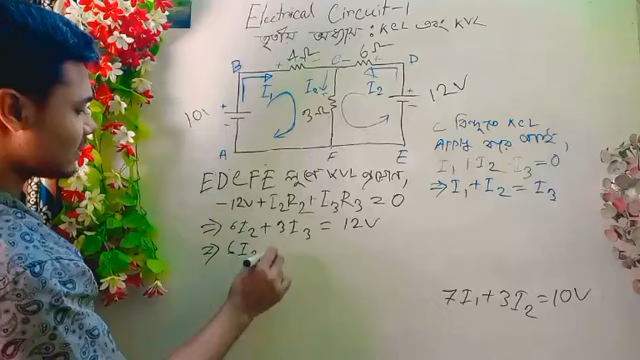 Electrical Circuit-1
তৃতীয় অধ্যায় : KCL এবং KVL
+ 4Ω -
6Ω +
B
C
D
I₁
I₃
I₂
3Ω
10V
12V
A
F
E
C বিন্দুতে KCL
Apply করে পাই,
I₁ + I₂ - I₃ = 0
⇒ I₁ + I₂ = I₃
EDCFE লুপে KVL প্রয়োগে,
-12V + I₂R₂ + I₃R₃ = 0
⇒ 6I₂ + 3I₃ = 12V
⇒ 6I₂
7I₁ + 3I₂ = 10V